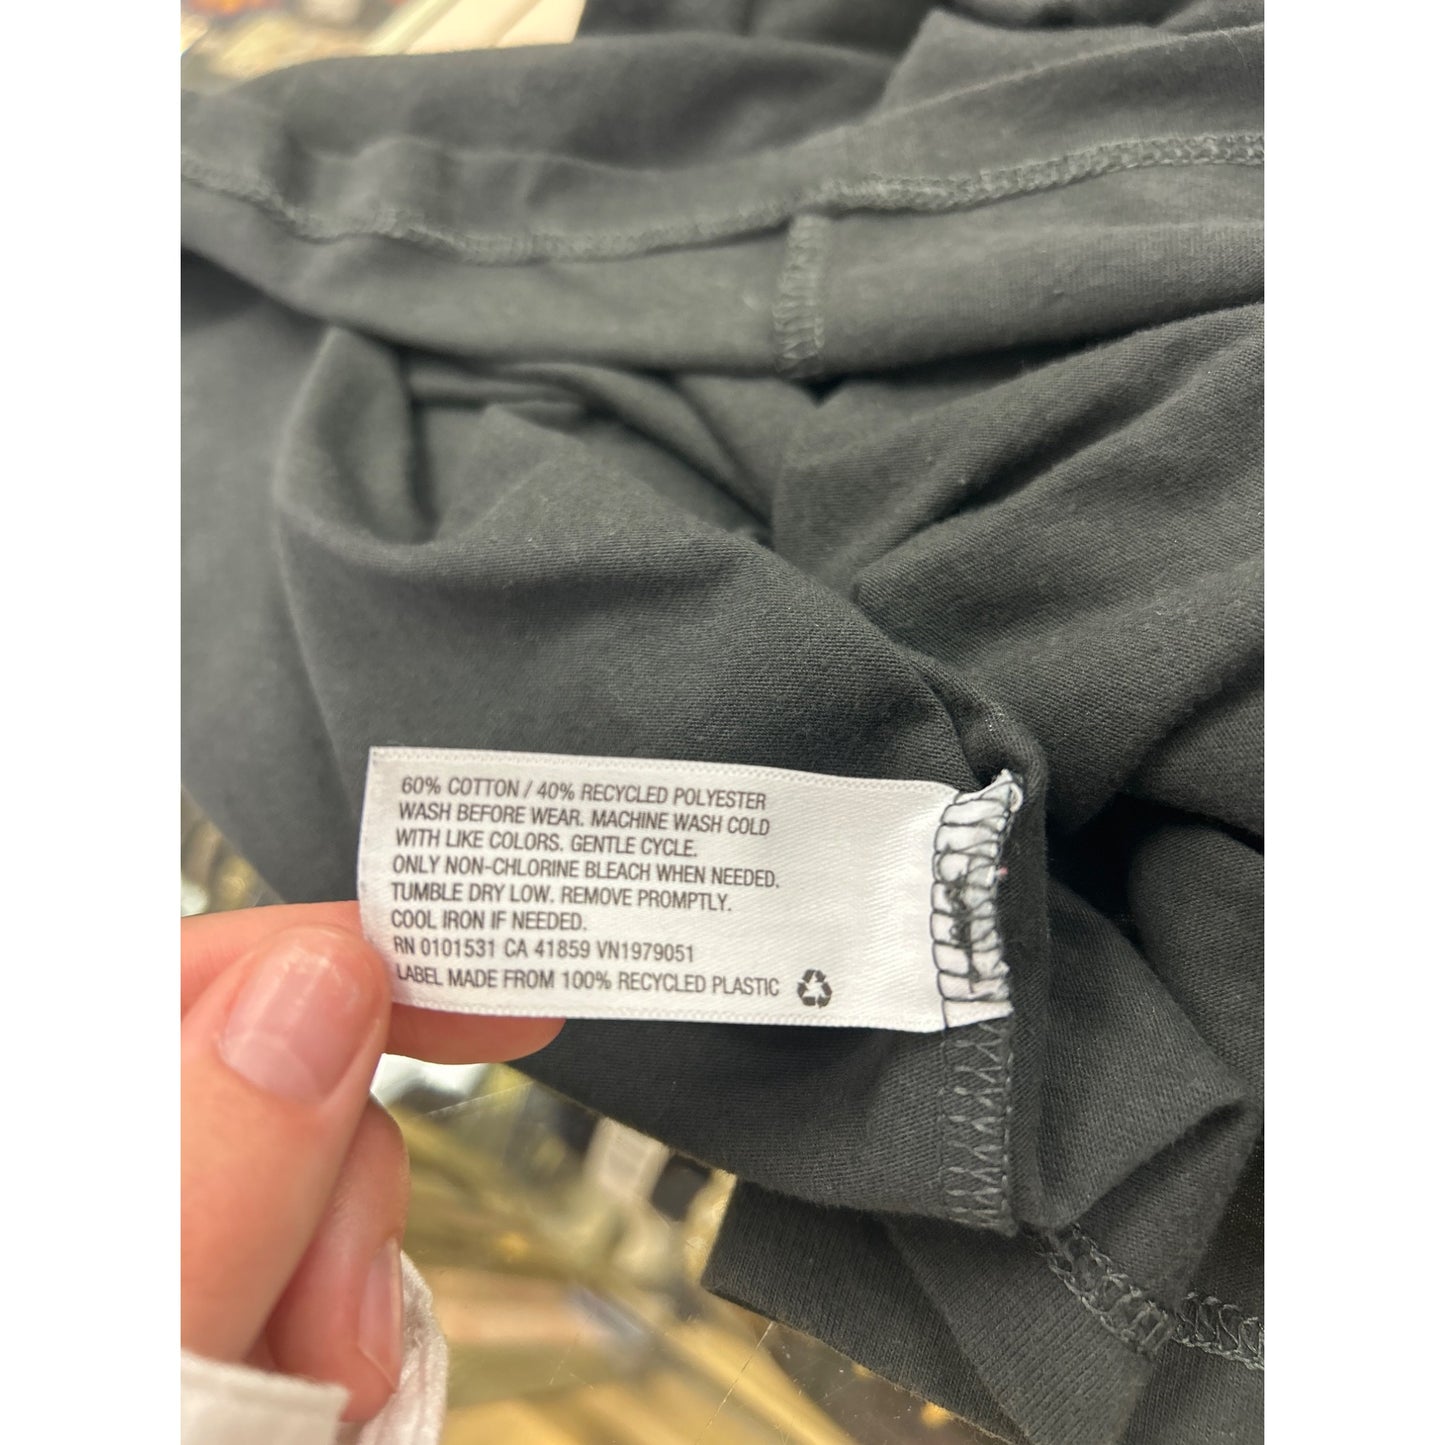 60% COTTON / 40% RECYCLED POLYESTER
WASH BEFORE WEAR. MACHINE WASH COLD
WITH LIKE COLORS. GENTLE CYCLE.
ONLY NON-CHLORINE BLEACH WHEN NEEDED.
TUMBLE DRY LOW. REMOVE PROMPTLY.
COOL IRON IF NEEDED.
RN 0101531 CA 41859 VN1979051
LABEL MADE FROM 100% RECYCLED PLASTIC